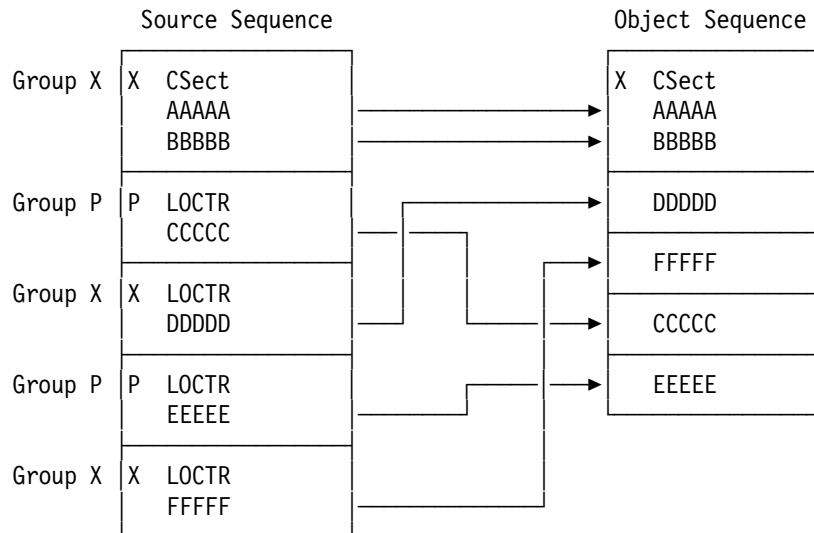 Source Sequence Object Sequence
Group X X CSect X CSect
AAAAA AAAAA
BBBBB BBBBB
Group P P LOCTR DDDDD
CCCCC
FFFFF
Group X X LOCTR
DDDDD CCCCC
Group P P LOCTR EEEEE
EEEEE
Group X X LOCTR
FFFFF